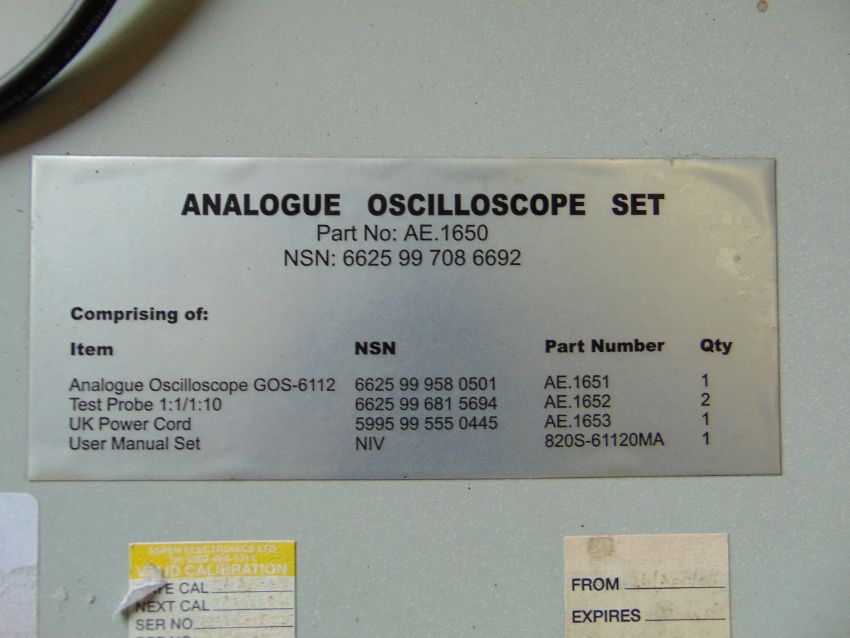 ANALOGUE OSCILLOSCOPE SET
Part No: AE.1650
NSN: 6625 99 708 6692
Comprising of:
Item NSN Part Number Qty
Analogue Oscilloscope GOS-6112 6625 99 958 0501 AE.1651 1
Test Probe 1:1/1:10 6625 99 681 5694 AE.1652 2
UK Power Cord 5995 99 555 0445 AE.1653 1
User Manual Set NIV 820S-61120MA 1
ASPEN ELECTRONICS LTD
CALIBRATION
CAL
NEXT CAL
SER NO
FROM
EXPIRES